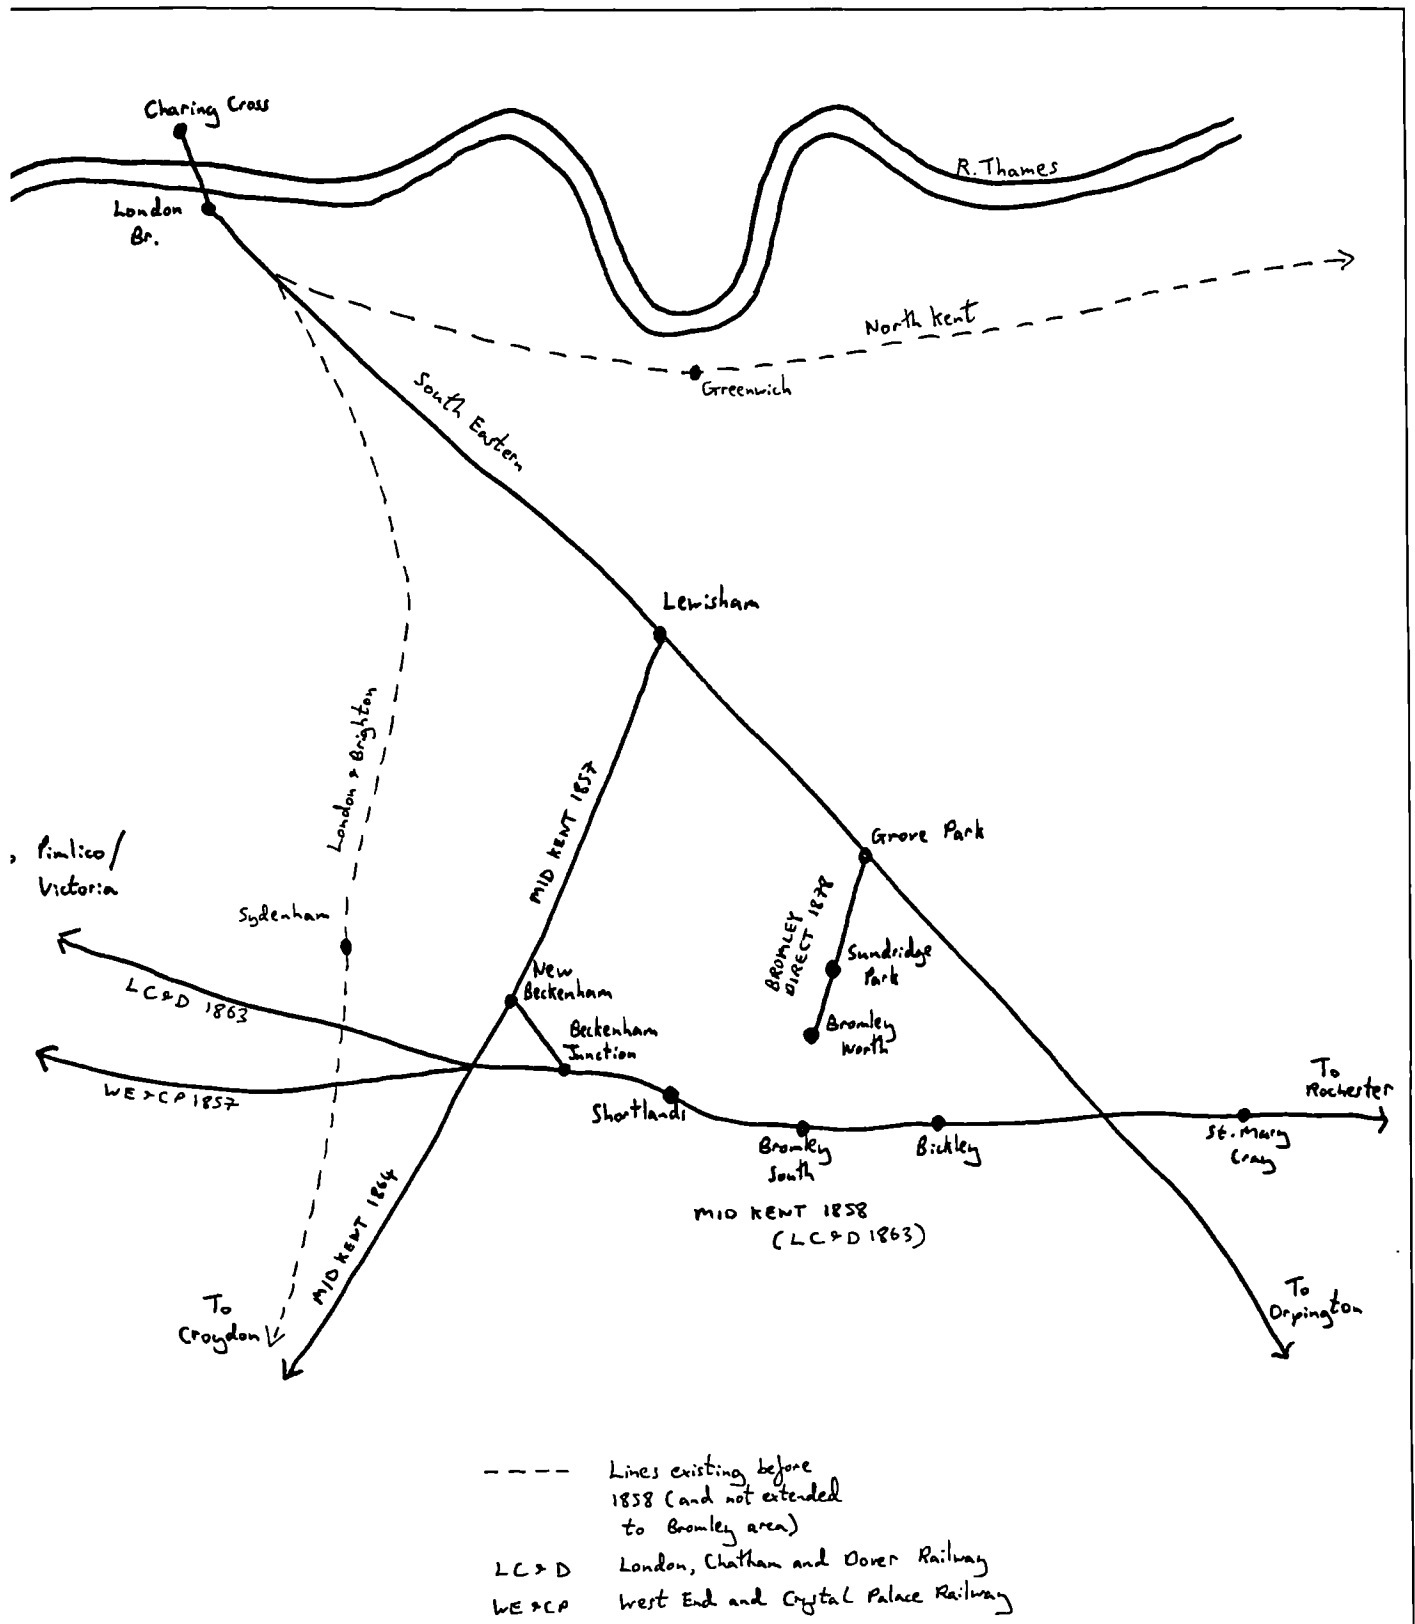 Charing Cross
R. Thames
London
Br.
North Kent
Greenwich
South Eastern
Lewisham
London & Brighton
MID KENT 1857
Grove Park
, Pimlico/
Victoria
Sydenham
BROMLEY
DIRECT 1878
Sundridge
Park
New
Beckenham
LC&D 1863
Beckenham
Junction
Bromley
North
WE&CP 1857
Shortlands
Bromley
South
Bickley
To
Rochester
St. Mary
Cray
MID KENT 1864
MID KENT 1858
(LC&D 1863)
To
Croydon
To
Orpington
Lines existing before
1858 (and not extended
to Bromley area)
LC&D London, Chatham and Dover Railway
WE&CP West End and Crystal Palace Railway